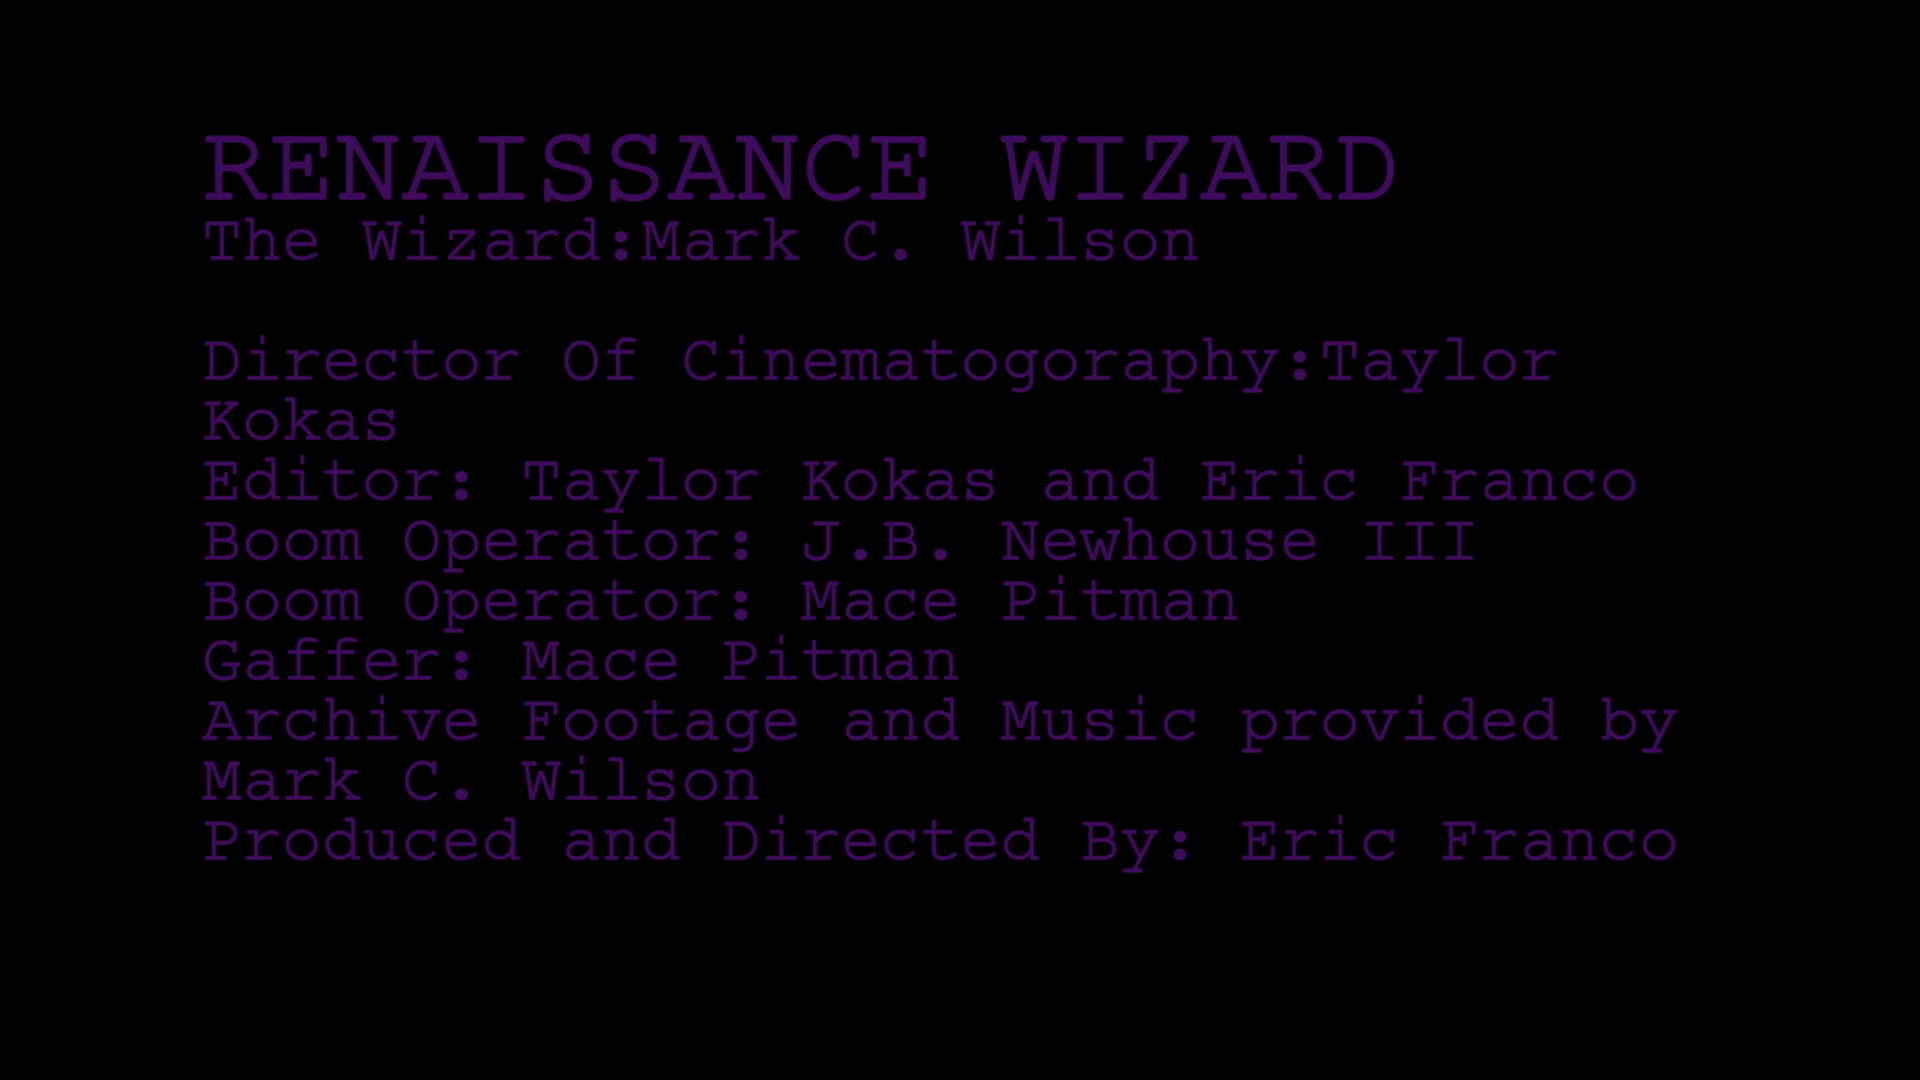 RENAISSANCE WIZARD
The Wizard:Mark C. Wilson
Director Of Cinematogoraphy:Taylor
Kokas
Editor: Taylor Kokas and Eric Franco
Boom Operator: J.B. Newhouse III
Boom Operator: Mace Pitman
Gaffer: Mace Pitman
Archive Footage and Music provided by
Mark C. Wilson
Produced and Directed By: Eric Franco